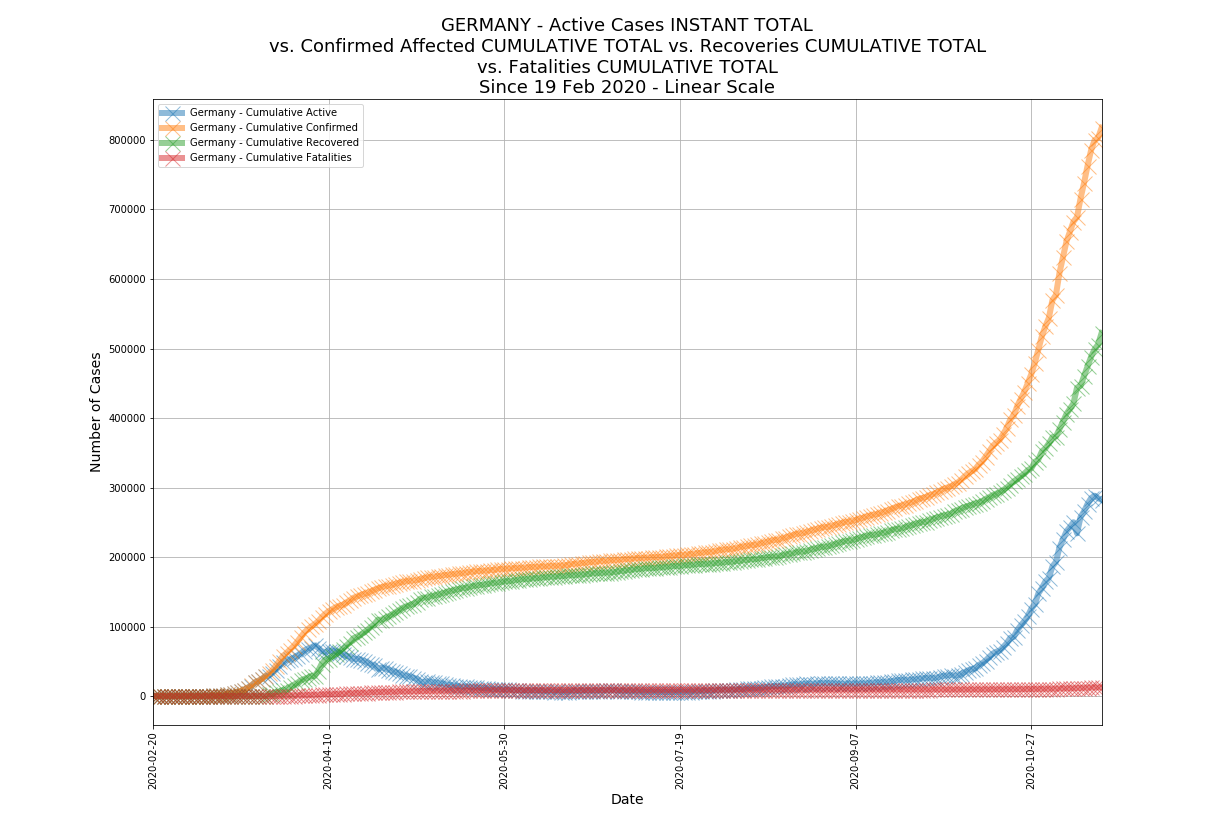 GERMANY - Active Cases INSTANT TOTAL
vs. Confirmed Affected CUMULATIVE TOTAL vs. Recoveries CUMULATIVE TOTAL
vs. Fatalities CUMULATIVE TOTAL
Since 19 Feb 2020 - Linear Scale
Germany - Cumulative Active
Germany - Cumulative Confirmed
Germany - Cumulative Recovered
Germany - Cumulative Fatalities
Number of Cases
800000
700000
600000
500000
400000
300000
200000
100000
0
2020-02-20
2020-04-10
2020-05-30
2020-07-19
2020-09-07
2020-10-27
Date